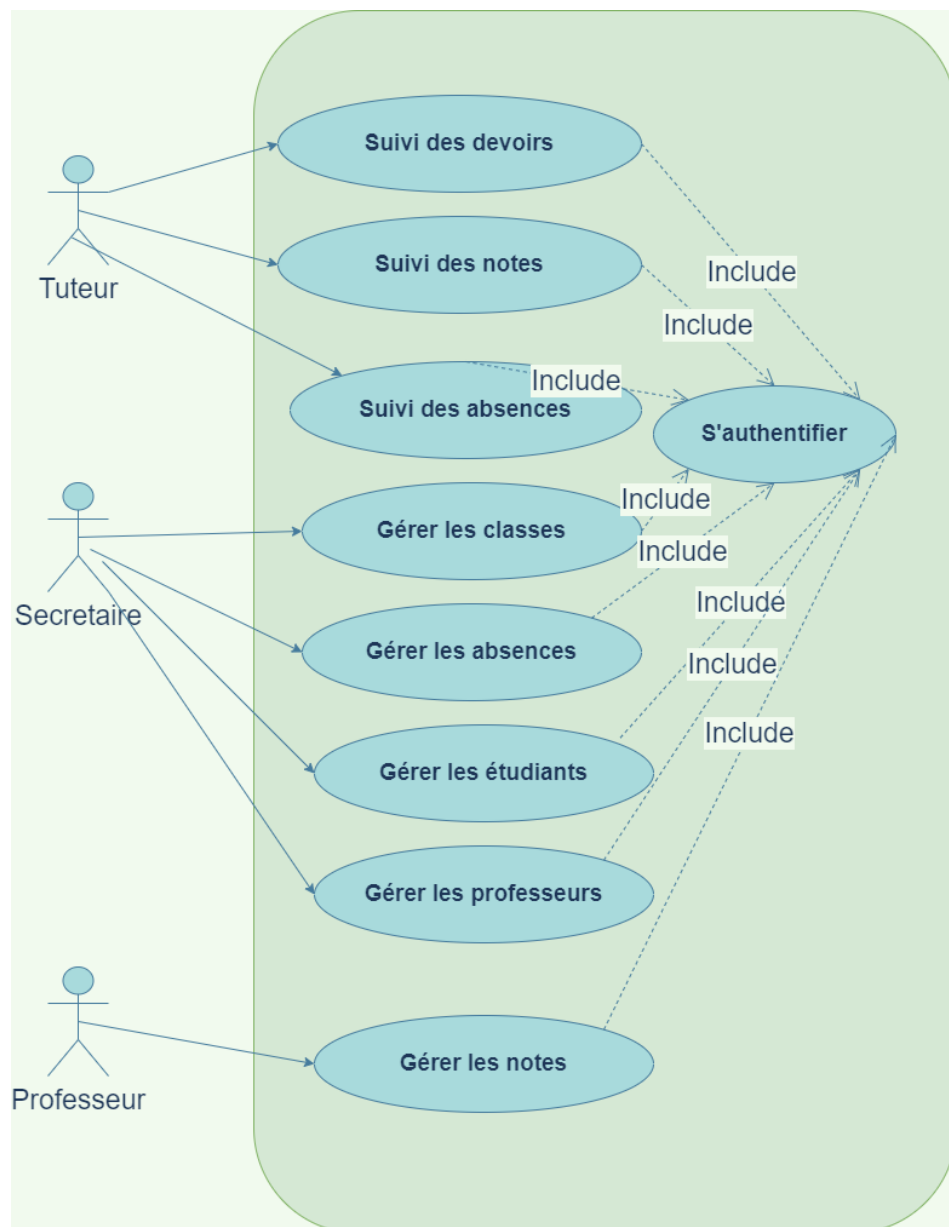 Suivi des devoirs
Tuteur
Suivi des notes
Include
Include
Include
Suivi des absences
S'authentifier
Secretaire
Gérer les classes
Include
Include
Gérer les absences
Include
Include
Gérer les étudiants
Include
Gérer les professeurs
Professeur
Gérer les notes